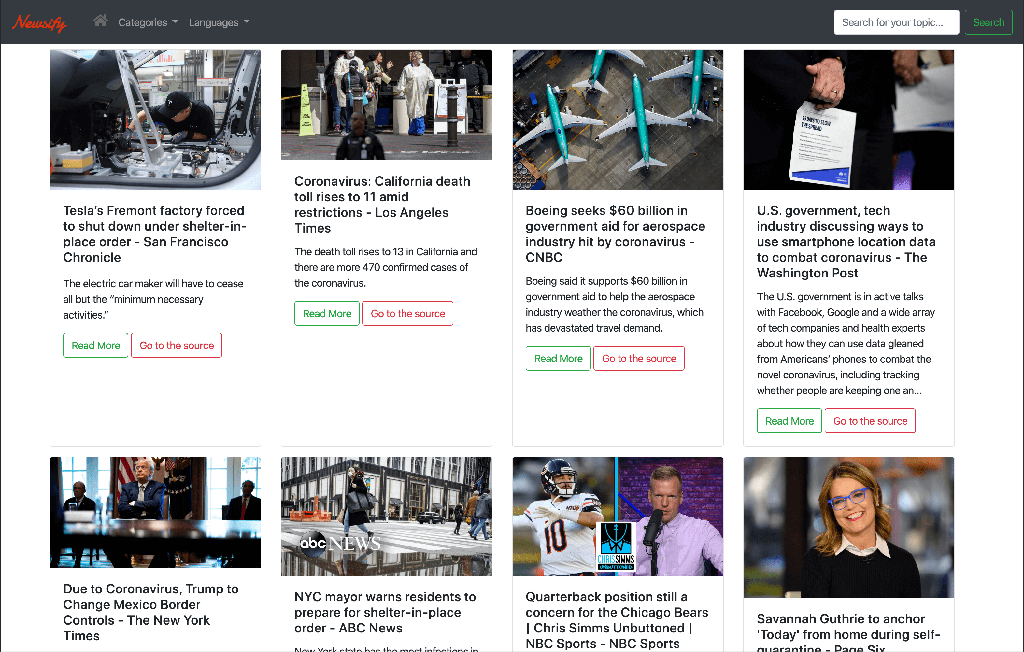 Newsify
Categories
Languages
Search for your topic...
Search
Tesla's Fremont factory forced
to shut down under shelter-in-
place order - San Francisco
Chronicle
The electric car maker will have to cease
all but the “minimum necessary
activities.”
Read More
Go to the source
Coronavirus: California death
toll rises to 11 amid
restrictions - Los Angeles
Times
The death toll rises to 13 in California and
there are more 470 confirmed cases of
the coronavirus.
Read More
Go to the source
Boeing seeks $60 billion in
government aid for aerospace
industry hit by coronavirus -
CNBC
Boeing said it supports $60 billion in
government aid to help the aerospace
industry weather the coronavirus, which
has devastated travel demand.
Read More
Go to the source
U.S. government, tech
industry discussing ways to
use smartphone location data
to combat coronavirus - The
Washington Post
The U.S. government is in active talks
with Facebook, Google and a wide array
of tech companies and health experts
about how they can use data gleaned
from Americans’ phones to combat the
novel coronavirus, including tracking
whether people are keeping one an...
Read More
Go to the source
Due to Coronavirus, Trump to
Change Mexico Border
Controls - The New York
Times
abc NEWS
NYC mayor warns residents to
prepare for shelter-in-place
order - ABC News
New York state has the most infections in
10
CHRIS SIMMS
UNBUTTONED
Quarterback position still a
concern for the Chicago Bears
| Chris Simms Unbuttoned |
NBC Sports - NBC Sports
Savannah Guthrie to anchor
'Today' from home during self-
quarantine - Page Six